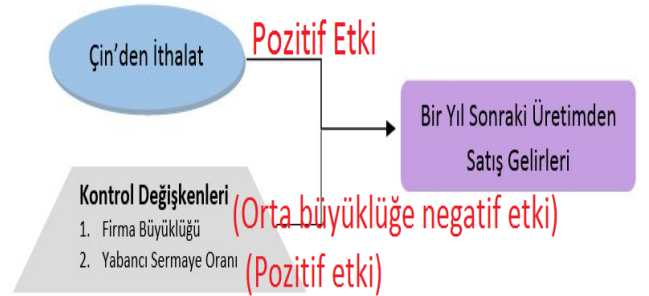 Pozitif Etki
Çin’den İthalat
Bir Yıl Sonraki Üretimden
Satış Gelirleri
Kontrol Değişkenleri
1. Firma Büyüklüğü
(Orta büyüklüğe negatif etki)
2. Yabancı Sermaye Oranı
(Pozitif etki)